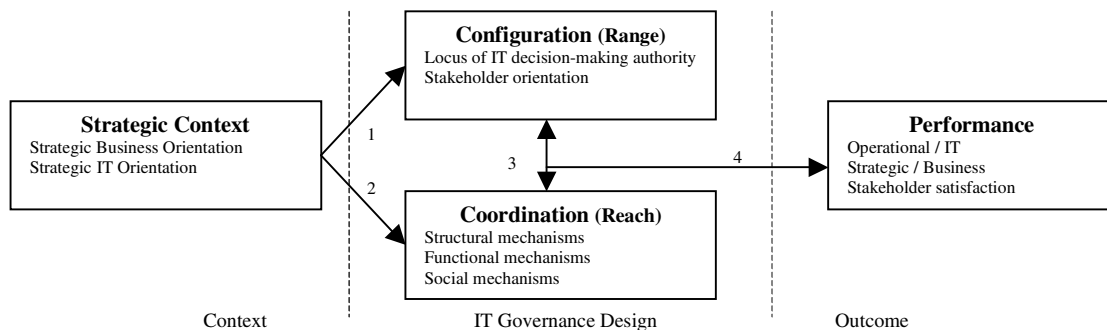 Configuration (Range)
Locus of IT decision-making authority
Stakeholder orientation
Strategic Context
Strategic Business Orientation
Strategic IT Orientation
1
2
3
4
Performance
Operational / IT
Strategic / Business
Stakeholder satisfaction
Coordination (Reach)
Structural mechanisms
Functional mechanisms
Social mechanisms
Context
IT Governance Design
Outcome